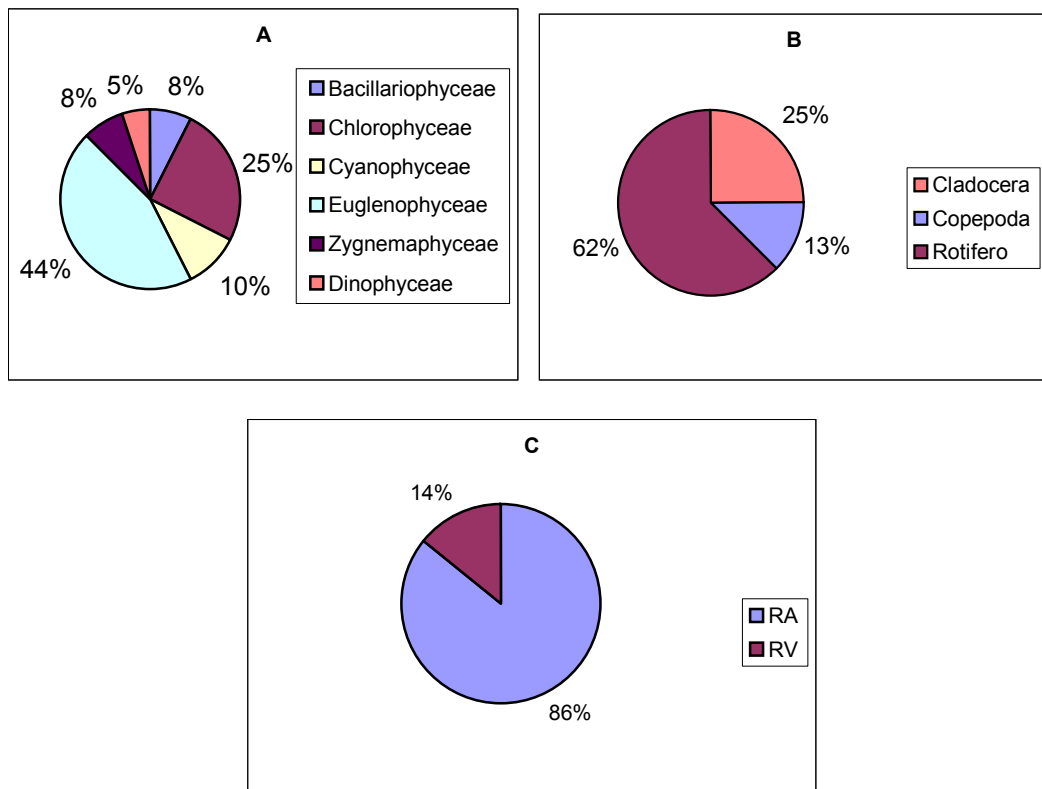 A
8%
5%
8%
25%
10%
44%
Bacillariophyceae
Chlorophyceae
Cyanophyceae
Euglenophyceae
Zygnemaphyceae
Dinophyceae
B
25%
13%
62%
Cladocera
Copepoda
Rotifero
C
14%
86%
RA
RV